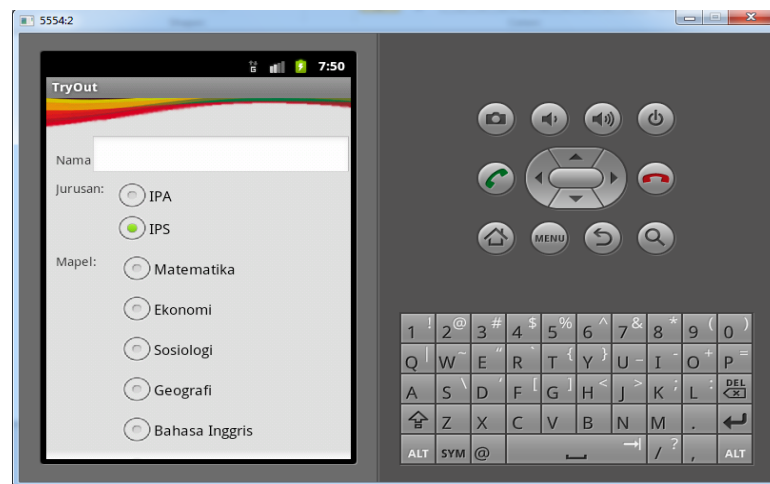 5554:2
7:50
TryOut
Nama
Jurusan:
IPA
IPS
Mapel:
Matematika
Ekonomi
Sosiologi
Geografi
Bahasa Inggris
MENU
1 ! 2 @ 3 # 4 $ 5 % 6 ^ 7 & 8 * 9 ( 0 )
Q | W ~ E " R ` T { Y } U - I - O + P =
A S \ D ' F [ G ] H < J > K ; L : DEL
Z X C V B N M .
ALT SYM @ / ? , ALT